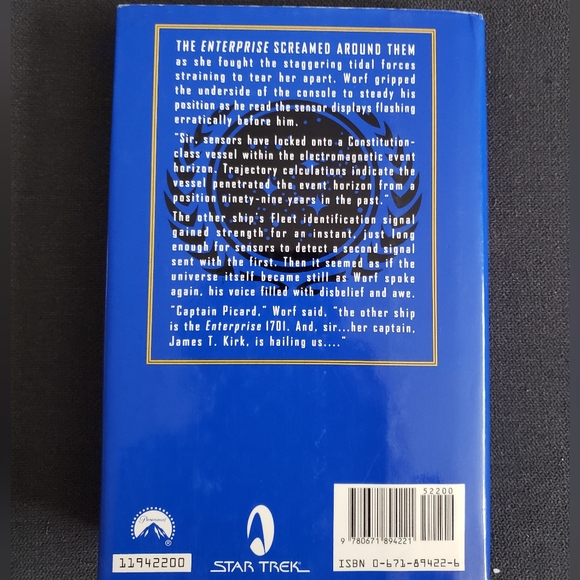 THE ENTERPRISE SCREAMED AROUND THEM
as she fought the staggering tidal forces
straining to tear her apart. Worf gripped
the underside of the console to steady his
position as he read the sensor displays flashing
erratically before him.
"Sir, sensors have locked onto a Constitution-
class vessel within the electromagnetic event
horizon. Trajectory calculations indicate the
vessel penetrated the event horizon from a
position ninety-nine years in the past."
The other ship's Fleet identification signal
gained strength for an instant, just long
enough for sensors to detect a second signal
sent with the first. Then it seemed as if the
universe itself became still as Worf spoke
again, his voice filled with disbelief and awe.
"Captain Picard," Worf said, "the other ship
is the Enterprise 1701. And, sir...her captain,
James T. Kirk, is hailing us...."
Paramount
11942200
STAR TREK
52200
9 780671 894221
ISBN 0-671-89422-6